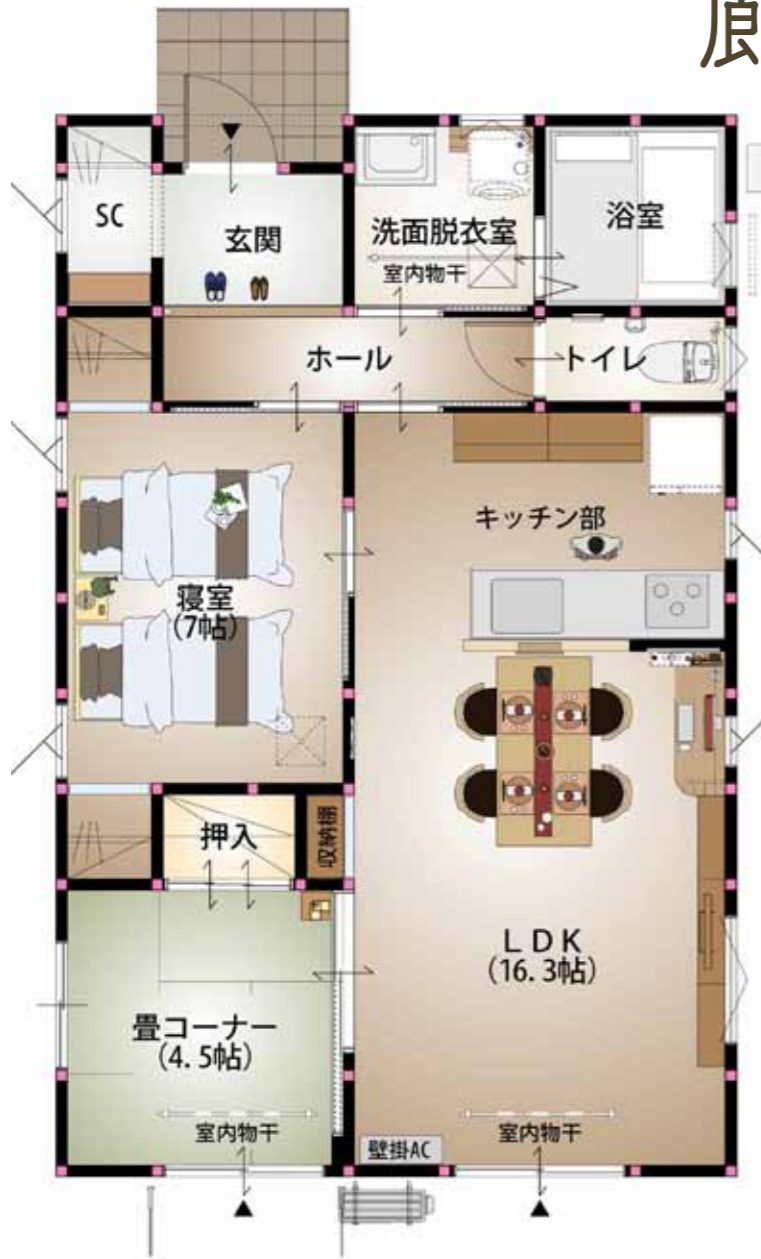 SC
玄関
洗面脱衣室
室内物干
浴室
ホール
トイレ
キッチン部
寝室
(7帖)
押入
収納棚
LDK
(16.3帖)
畳コーナー
(4.5帖)
室内物干
壁掛AC
室内物干